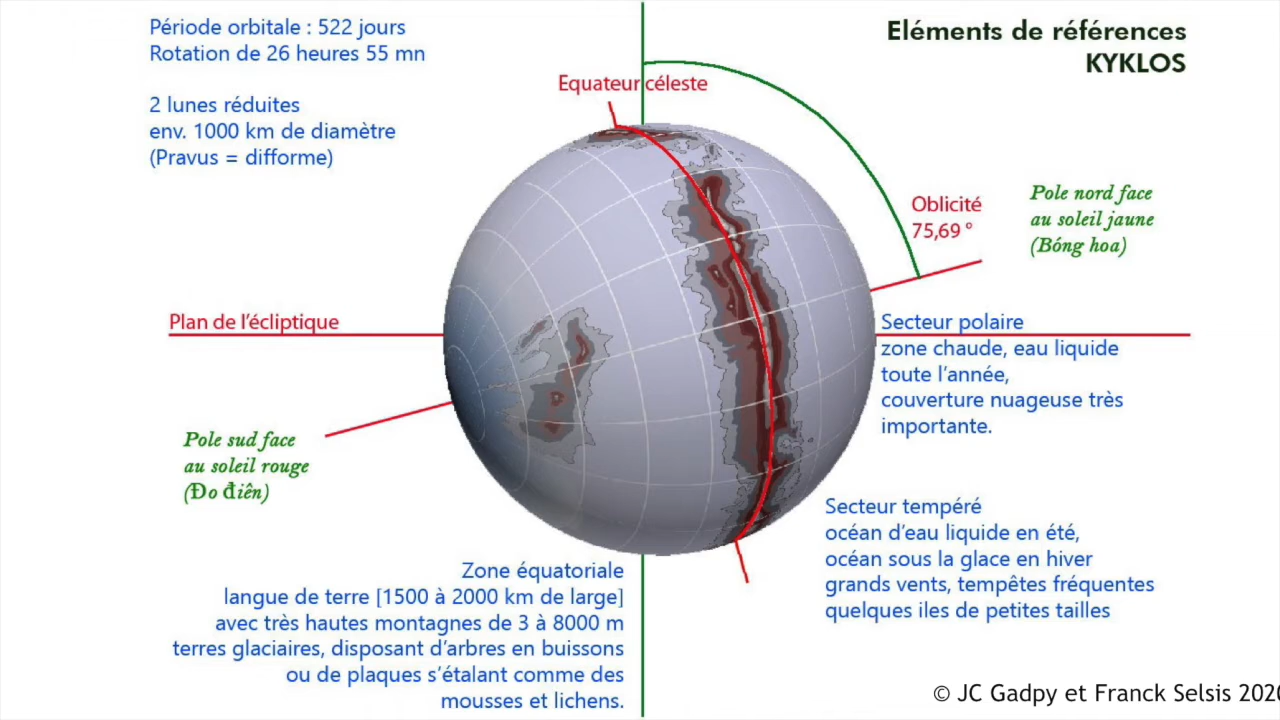 Période orbitale : 522 jours
Rotation de 26 heures 55 mn
2 lunes réduites
env. 1000 km de diamètre
(Pravus = difforme)
Eléments de références
KYKLOS
Equateur céleste
Oblicité
75,69 °
Pole nord face
au soleil jaune
(Bóng hoa)
Plan de l'écliptique
Secteur polaire
zone chaude, eau liquide
toute l'année,
couverture nuageuse très
importante.
Pole sud face
au soleil rouge
(Đo điên)
Secteur tempéré
océan d'eau liquide en été,
océan sous la glace en hiver
grands vents, tempêtes fréquentes
quelques iles de petites tailles
Zone équatoriale
langue de terre [1500 à 2000 km de large]
avec très hautes montagnes de 3 à 8000 m
terres glaciaires, disposant d'arbres en buissons
ou de plaques s'étalant comme des
mousses et lichens.
© JC Gadpy et Franck Selsis 2020